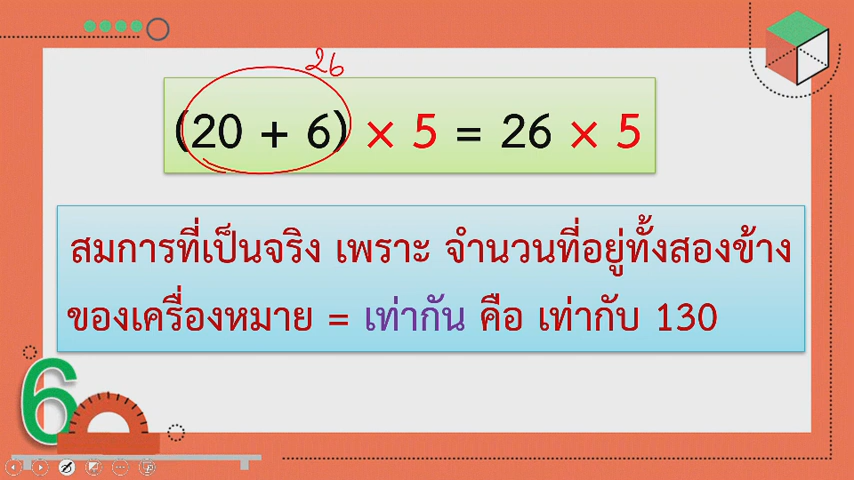 26
(20 + 6) × 5 = 26 × 5
สมการที่เป็นจริง เพราะ จำนวนที่อยู่ทั้งสองข้าง
ของเครื่องหมาย = เท่ากัน คือ เท่ากับ 130
6